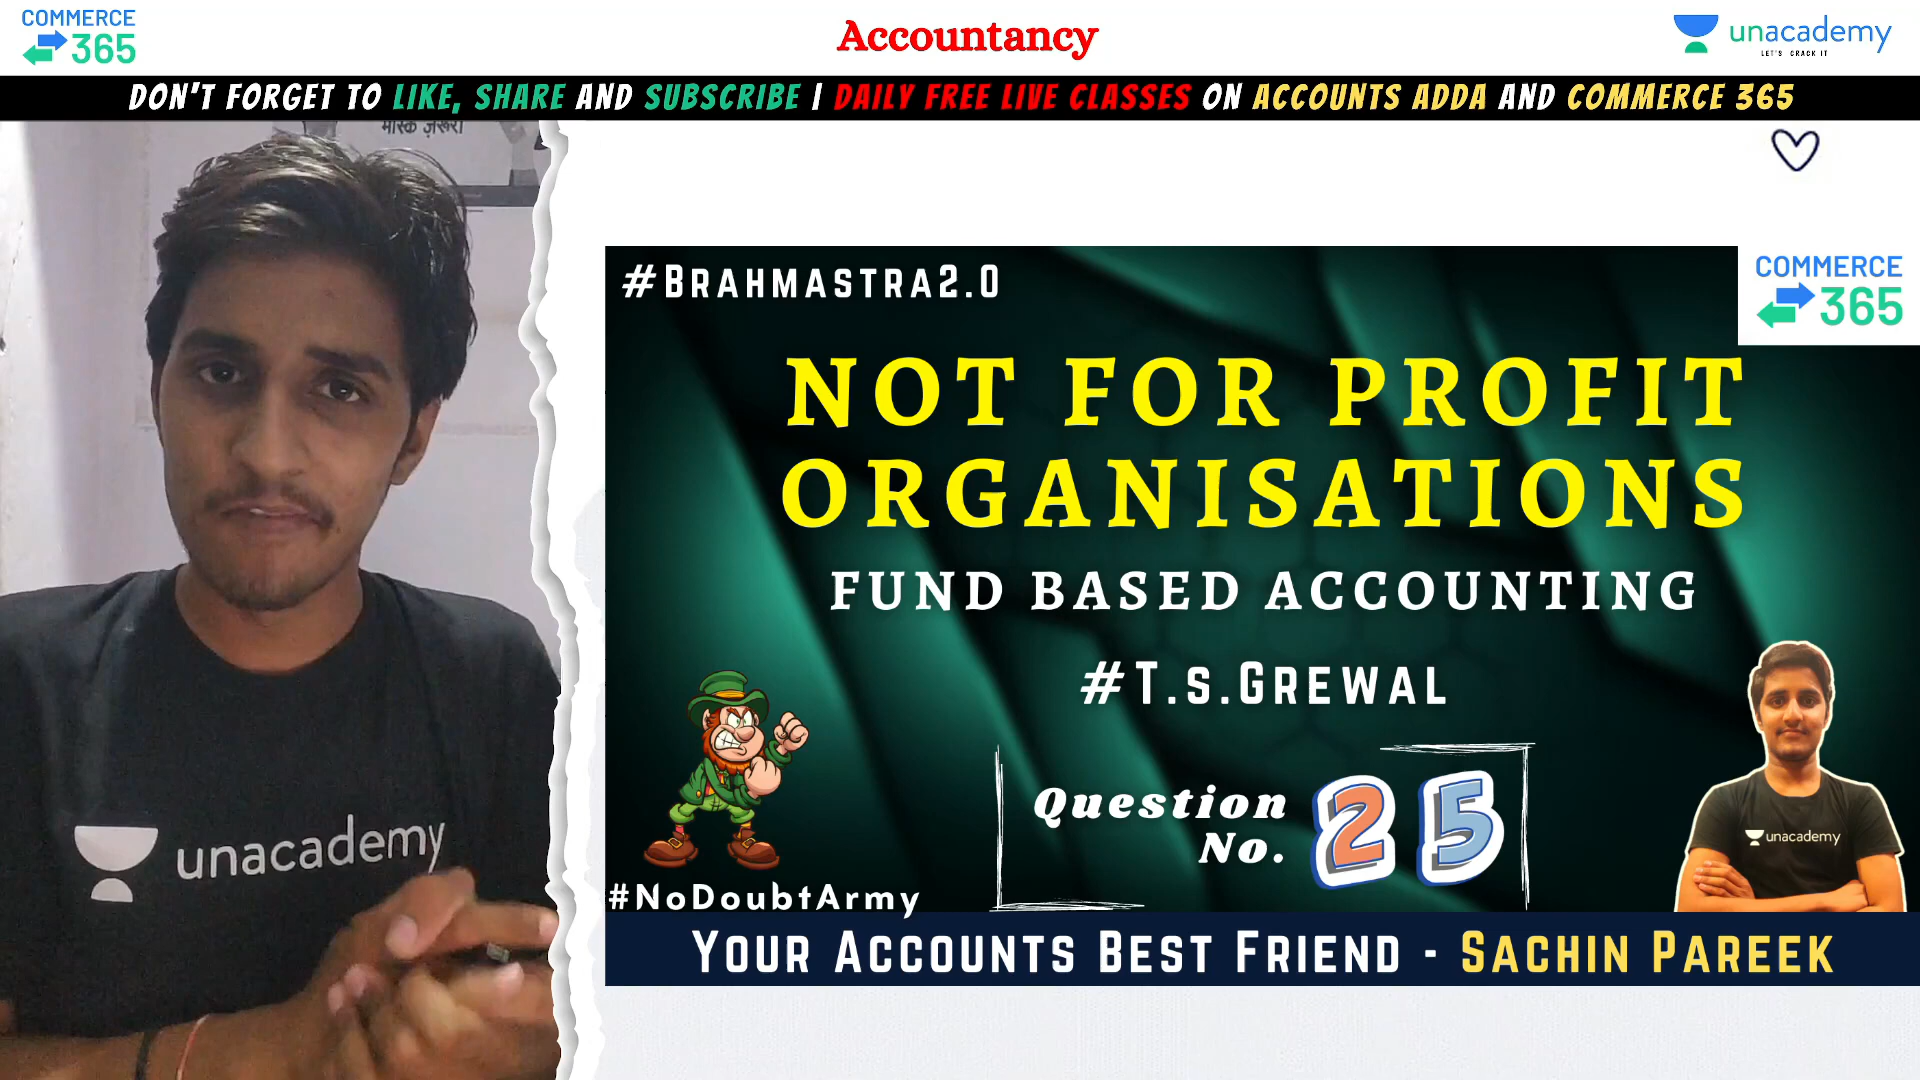 COMMERCE
365
Accountancy
unacademy
LET'S CRACK IT
DON'T FORGET TO LIKE, SHARE AND SUBSCRIBE | DAILY FREE LIVE CLASSES ON ACCOUNTS ADDA AND COMMERCE 365
मास्क ज़रूरी
#BRAHMASTRA2.0
COMMERCE
365
NOT FOR PROFIT
ORGANISATIONS
FUND BASED ACCOUNTING
#T.S.GREWAL
Question
No. 25
unacademy
unacademy
#NoDoubtArmy
YOUR ACCOUNTS BEST FRIEND - SACHIN PAREEK